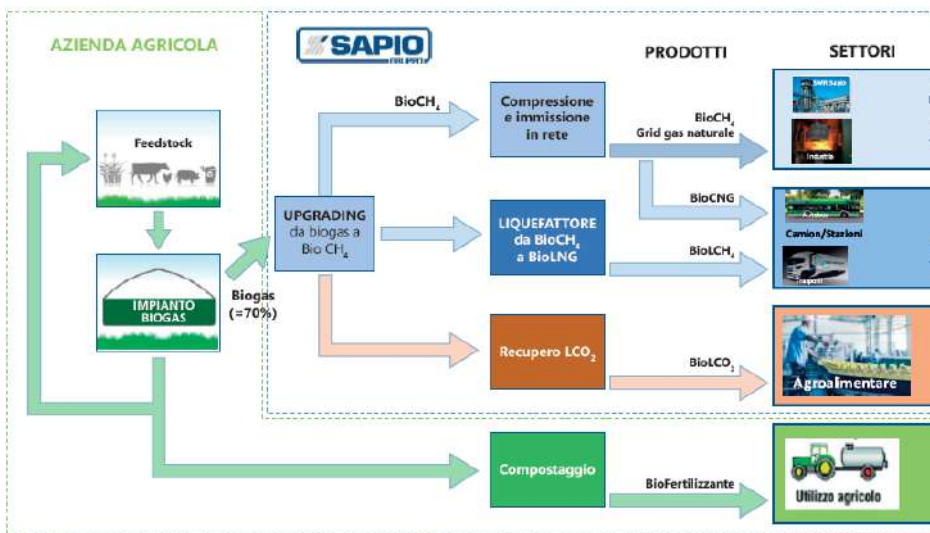 AZIENDA AGRICOLA
SAPIO
PRODOTTI
SETTORI
Feedstock
BioCH₄
Compressione
e immissione
in rete
BioCH₄
Grid gas naturale
SMR Sapio
Industria
UPGRADING
da biogas a
Bio CH₄
BioCNG
LIQUEFATTORE
da BioCH₄
a BioLNG
Camion/Stazioni
BioLCH₄
IMPIANTO
BIOGAS
Biogas
(=70%)
Recupero LCO₂
BioLCO₂
Agroalimentare
Compostaggio
BioFertilizzante
Utilizzo agricolo